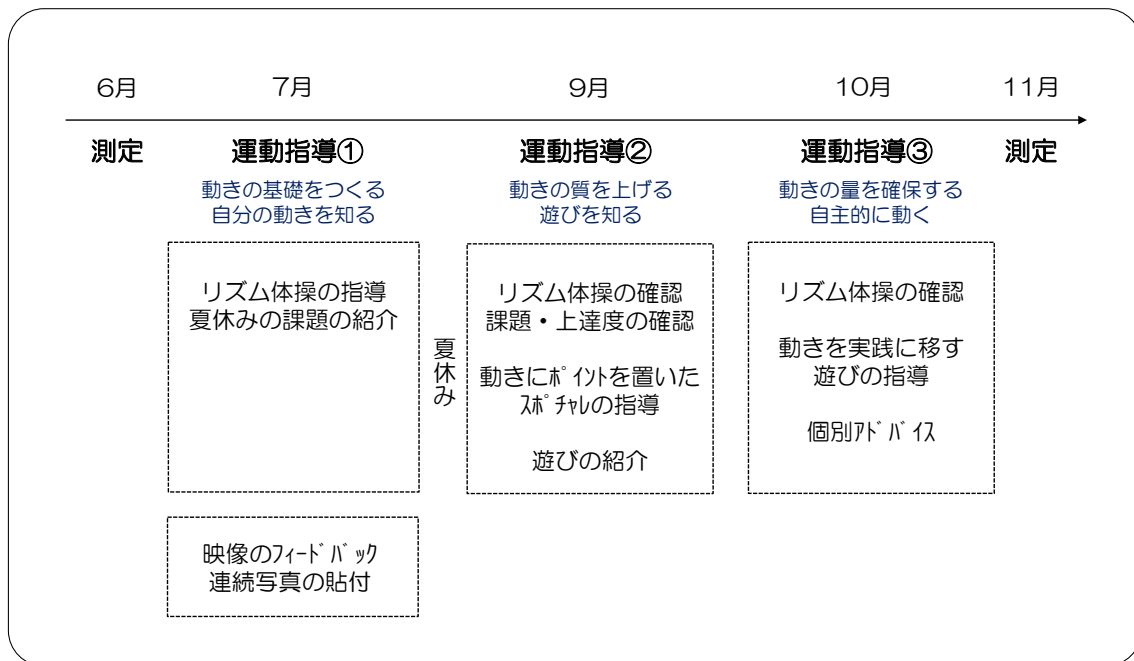 6月
7月
9月
10月
11月
測定
運動指導①
運動指導②
運動指導③
測定
動きの基礎をつくる
自分の動きを知る
動きの質を上げる
遊びを知る
動きの量を確保する
自主的に動く
リズム体操の指導
夏休みの課題の紹介
夏休み
リズム体操の確認
課題・上達度の確認
動きにﾎﾟｲﾝﾄを置いた
ｽﾎﾟﾁｬﾚの指導
遊びの紹介
リズム体操の確認
動きを実践に移す
遊びの指導
個別ｱﾄﾞﾊﾞｲｽ
映像のﾌｨｰﾄﾞﾊﾞｯｸ
連続写真の貼付